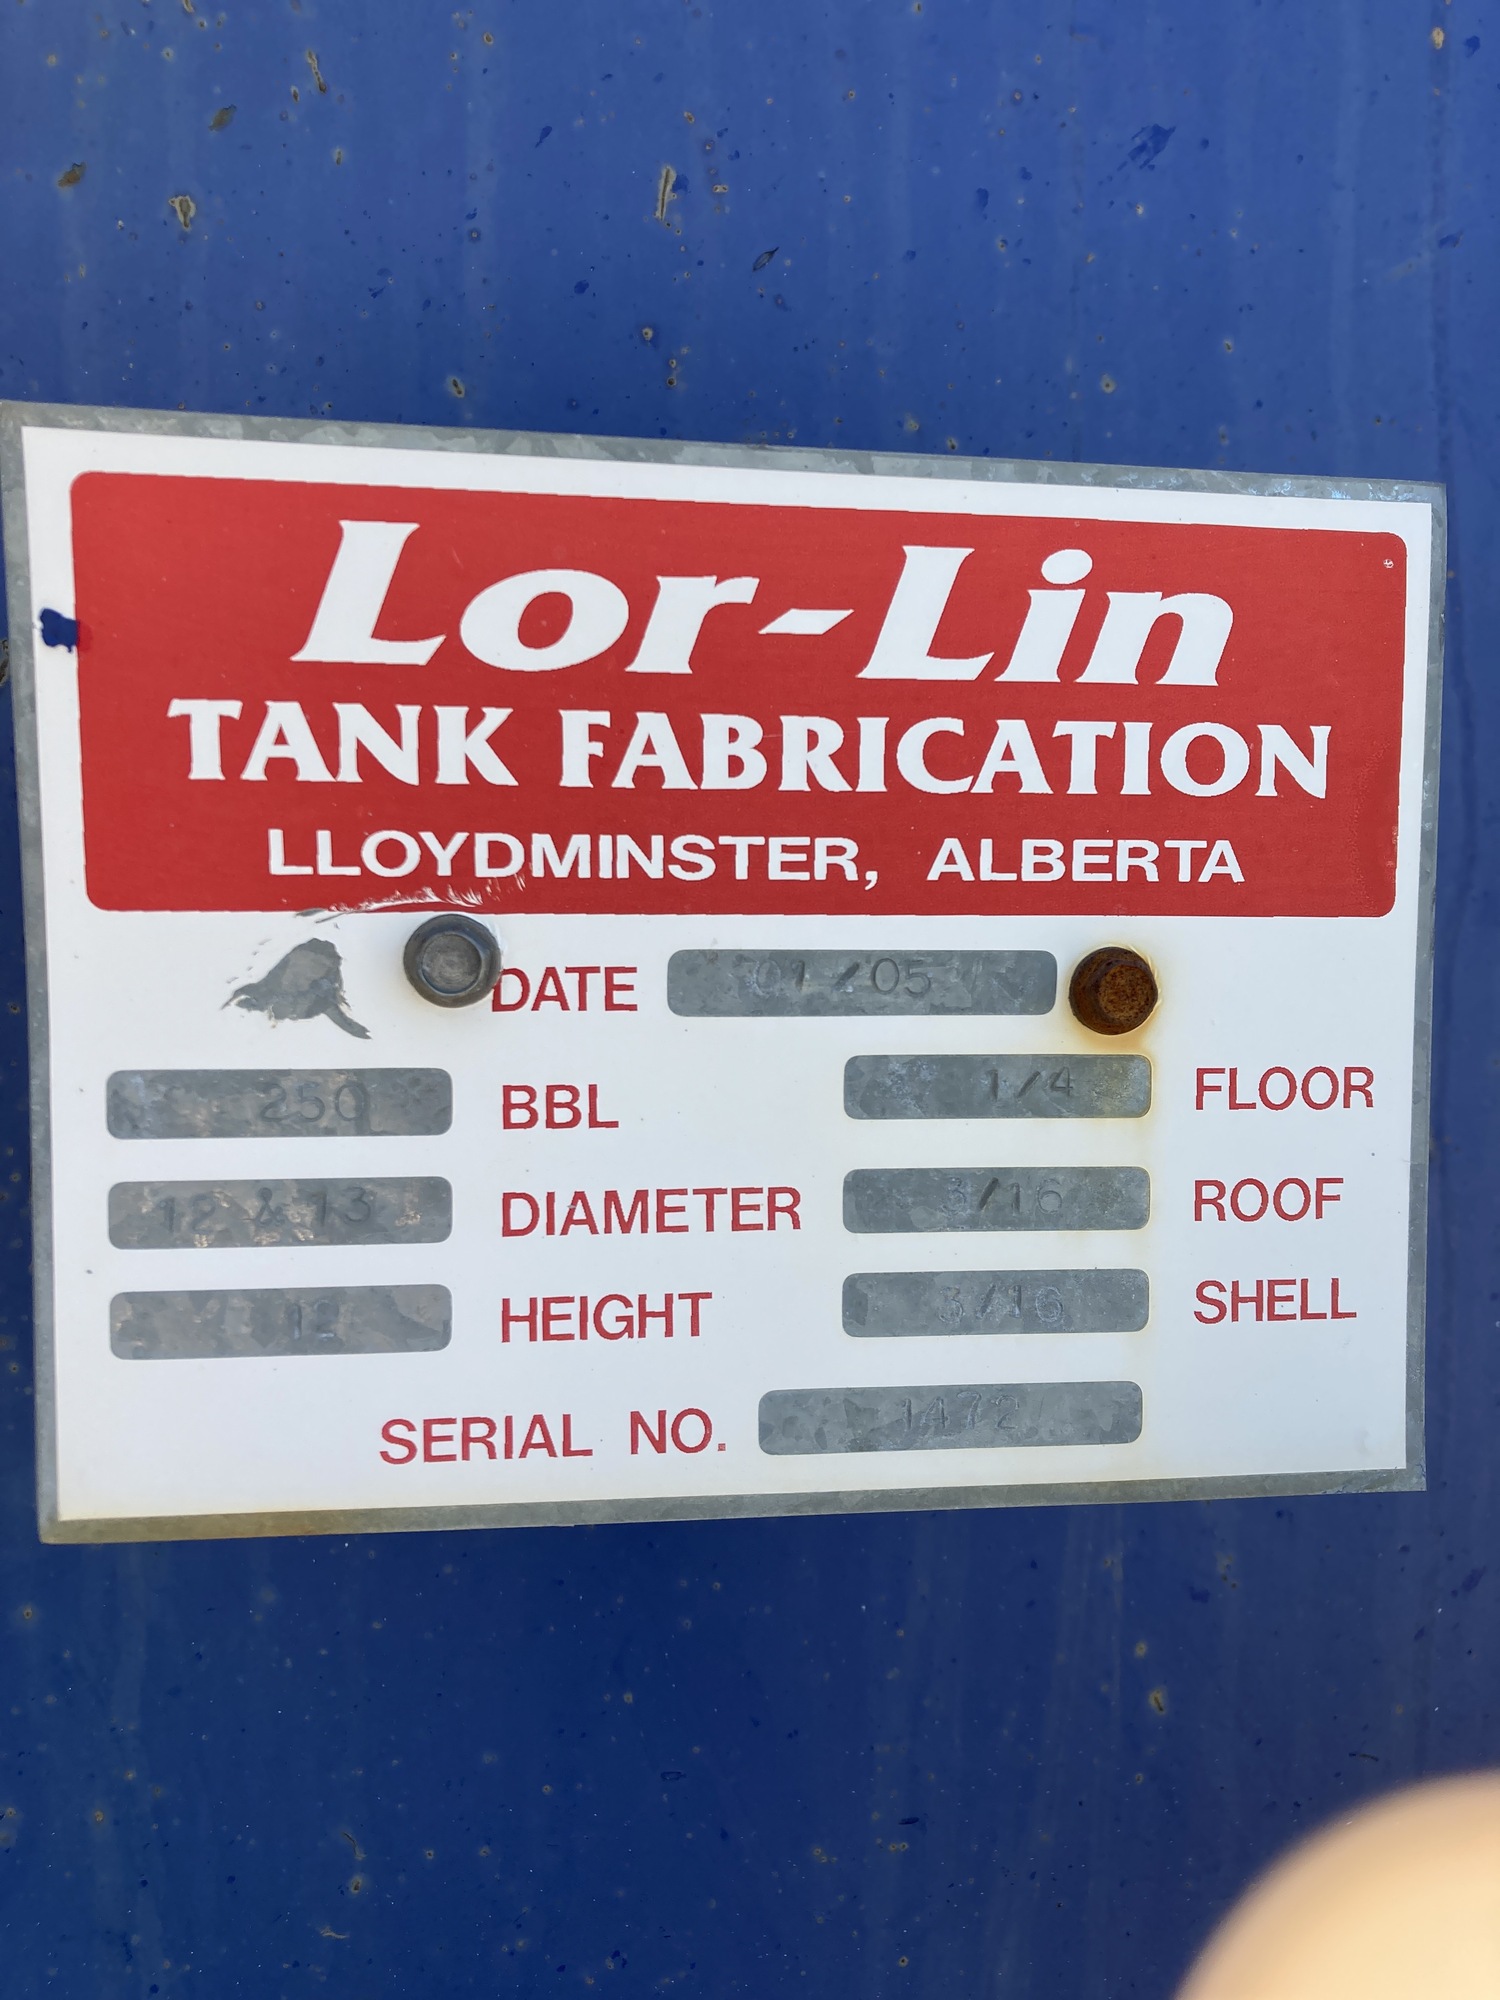 Lor-Lin
TANK FABRICATION
LLOYDMINSTER, ALBERTA
DATE 01/05
250 BBL 1/4 FLOOR
12 & 13 DIAMETER 3/16 ROOF
12 HEIGHT 3/16 SHELL
SERIAL NO. 1472